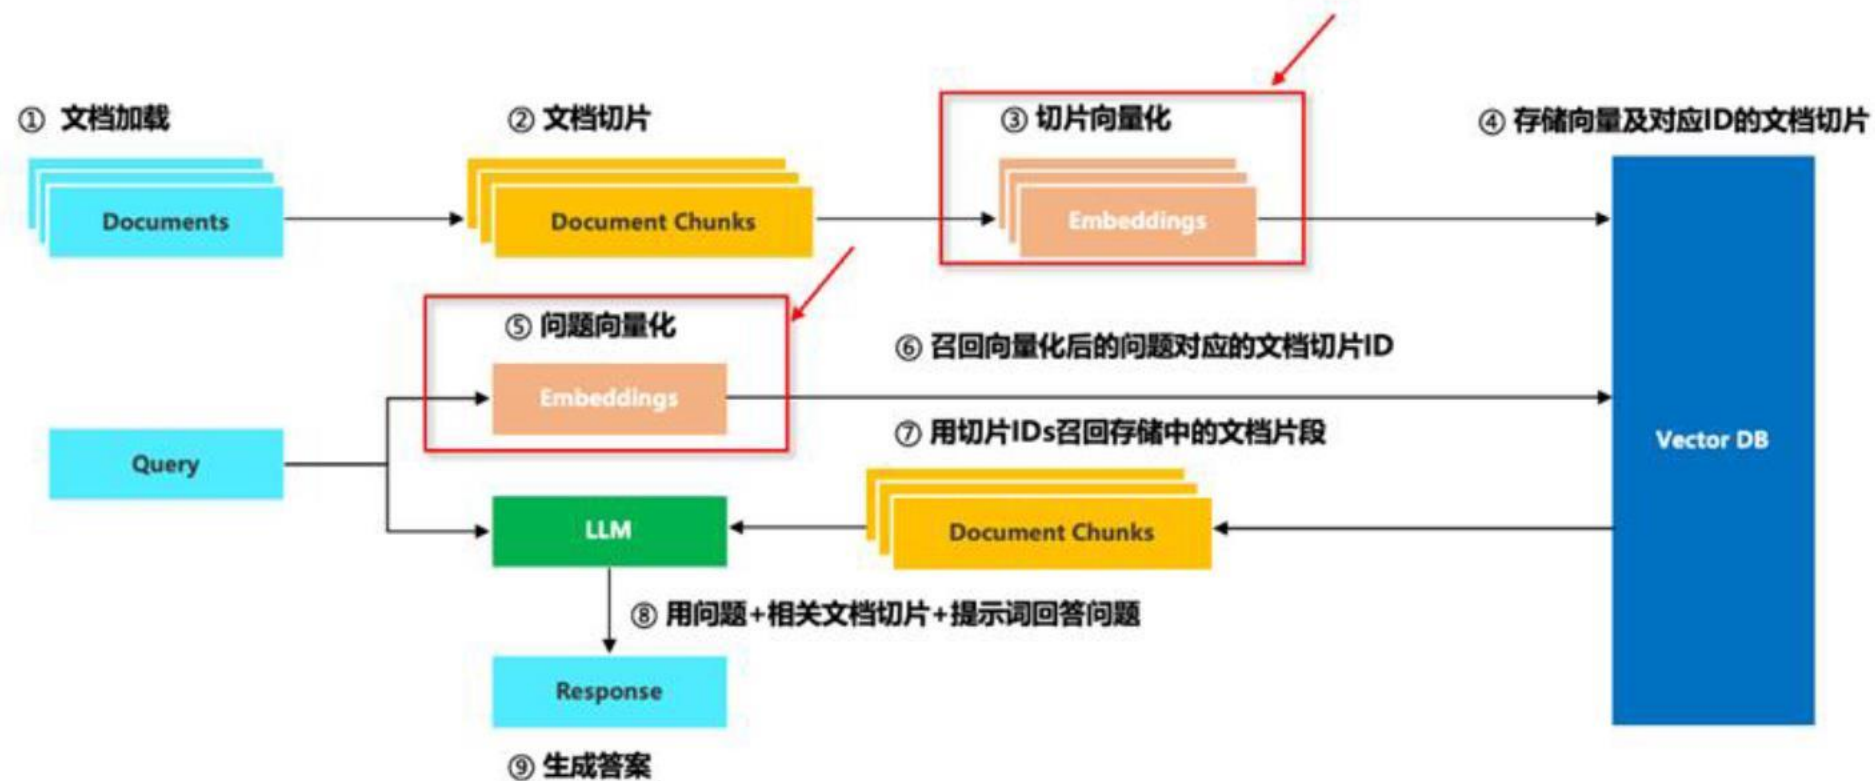 ① 文档加载
② 文档切片
③ 切片向量化
④ 存储向量及对应ID的文档切片
Documents
Document Chunks
Embeddings
⑤ 问题向量化
⑥ 召回向量化后的问题对应的文档切片ID
Embeddings
⑦ 用切片IDs召回存储中的文档片段
Vector DB
Query
LLM
Document Chunks
⑧ 用问题+相关文档切片+提示词回答问题
Response
⑨ 生成答案